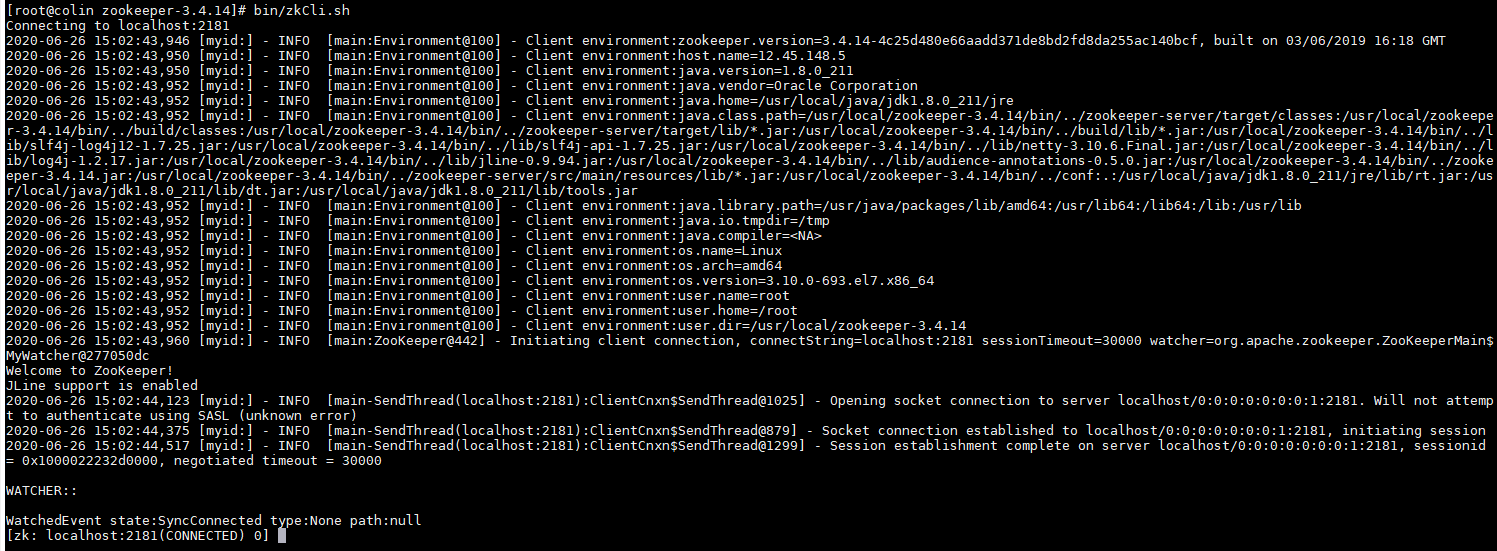 [root@colin zookeeper-3.4.14]# bin/zkCli.sh
Connecting to localhost:2181
2020-06-26 15:02:43,946 [myid:] - INFO  [main:Environment@100] - Client environment:zookeeper.version=3.4.14-4c25d480e66aadd371de8bd2fd8da255ac140bcf, built on 03/06/2019 16:18 GMT
2020-06-26 15:02:43,950 [myid:] - INFO  [main:Environment@100] - Client environment:host.name=12.45.148.5
2020-06-26 15:02:43,950 [myid:] - INFO  [main:Environment@100] - Client environment:java.version=1.8.0_211
2020-06-26 15:02:43,952 [myid:] - INFO  [main:Environment@100] - Client environment:java.vendor=Oracle Corporation
2020-06-26 15:02:43,952 [myid:] - INFO  [main:Environment@100] - Client environment:java.home=/usr/local/java/jdk1.8.0_211/jre
2020-06-26 15:02:43,952 [myid:] - INFO  [main:Environment@100] - Client environment:java.class.path=/usr/local/zookeeper-3.4.14/bin/../zookeeper-server/target/classes:/usr/local/zookeepe
r-3.4.14/bin/../build/classes:/usr/local/zookeeper-3.4.14/bin/../zookeeper-server/target/lib/*.jar:/usr/local/zookeeper-3.4.14/bin/../build/lib/*.jar:/usr/local/zookeeper-3.4.14/bin/../l
ib/slf4j-log4j12-1.7.25.jar:/usr/local/zookeeper-3.4.14/bin/../lib/slf4j-api-1.7.25.jar:/usr/local/zookeeper-3.4.14/bin/../lib/netty-3.10.6.Final.jar:/usr/local/zookeeper-3.4.14/bin/../l
ib/log4j-1.2.17.jar:/usr/local/zookeeper-3.4.14/bin/../lib/jline-0.9.94.jar:/usr/local/zookeeper-3.4.14/bin/../lib/audience-annotations-0.5.0.jar:/usr/local/zookeeper-3.4.14/bin/../zooke
eper-3.4.14.jar:/usr/local/zookeeper-3.4.14/bin/../zookeeper-server/src/main/resources/lib/*.jar:/usr/local/zookeeper-3.4.14/bin/../conf:.:/usr/local/java/jdk1.8.0_211/jre/lib/rt.jar:/us
r/local/java/jdk1.8.0_211/lib/dt.jar:/usr/local/java/jdk1.8.0_211/lib/tools.jar
2020-06-26 15:02:43,952 [myid:] - INFO  [main:Environment@100] - Client environment:java.library.path=/usr/java/packages/lib/amd64:/usr/lib64:/lib64:/lib:/usr/lib
2020-06-26 15:02:43,952 [myid:] - INFO  [main:Environment@100] - Client environment:java.io.tmpdir=/tmp
2020-06-26 15:02:43,952 [myid:] - INFO  [main:Environment@100] - Client environment:java.compiler=<NA>
2020-06-26 15:02:43,952 [myid:] - INFO  [main:Environment@100] - Client environment:os.name=Linux
2020-06-26 15:02:43,952 [myid:] - INFO  [main:Environment@100] - Client environment:os.arch=amd64
2020-06-26 15:02:43,952 [myid:] - INFO  [main:Environment@100] - Client environment:os.version=3.10.0-693.el7.x86_64
2020-06-26 15:02:43,952 [myid:] - INFO  [main:Environment@100] - Client environment:user.name=root
2020-06-26 15:02:43,952 [myid:] - INFO  [main:Environment@100] - Client environment:user.home=/root
2020-06-26 15:02:43,952 [myid:] - INFO  [main:Environment@100] - Client environment:user.dir=/usr/local/zookeeper-3.4.14
2020-06-26 15:02:43,960 [myid:] - INFO  [main:ZooKeeper@442] - Initiating client connection, connectString=localhost:2181 sessionTimeout=30000 watcher=org.apache.zookeeper.ZooKeeperMain$
MyWatcher@277050dc
Welcome to ZooKeeper!
JLine support is enabled
2020-06-26 15:02:44,123 [myid:] - INFO  [main-SendThread(localhost:2181):ClientCnxn$SendThread@1025] - Opening socket connection to server localhost/0:0:0:0:0:0:0:1:2181. Will not attemp
t to authenticate using SASL (unknown error)
2020-06-26 15:02:44,375 [myid:] - INFO  [main-SendThread(localhost:2181):ClientCnxn$SendThread@879] - Socket connection established to localhost/0:0:0:0:0:0:0:1:2181, initiating session
2020-06-26 15:02:44,517 [myid:] - INFO  [main-SendThread(localhost:2181):ClientCnxn$SendThread@1299] - Session establishment complete on server localhost/0:0:0:0:0:0:0:1:2181, sessionid
= 0x1000022232d0000, negotiated timeout = 30000
WATCHER::
WatchedEvent state:SyncConnected type:None path:null
[zk: localhost:2181(CONNECTED) 0]